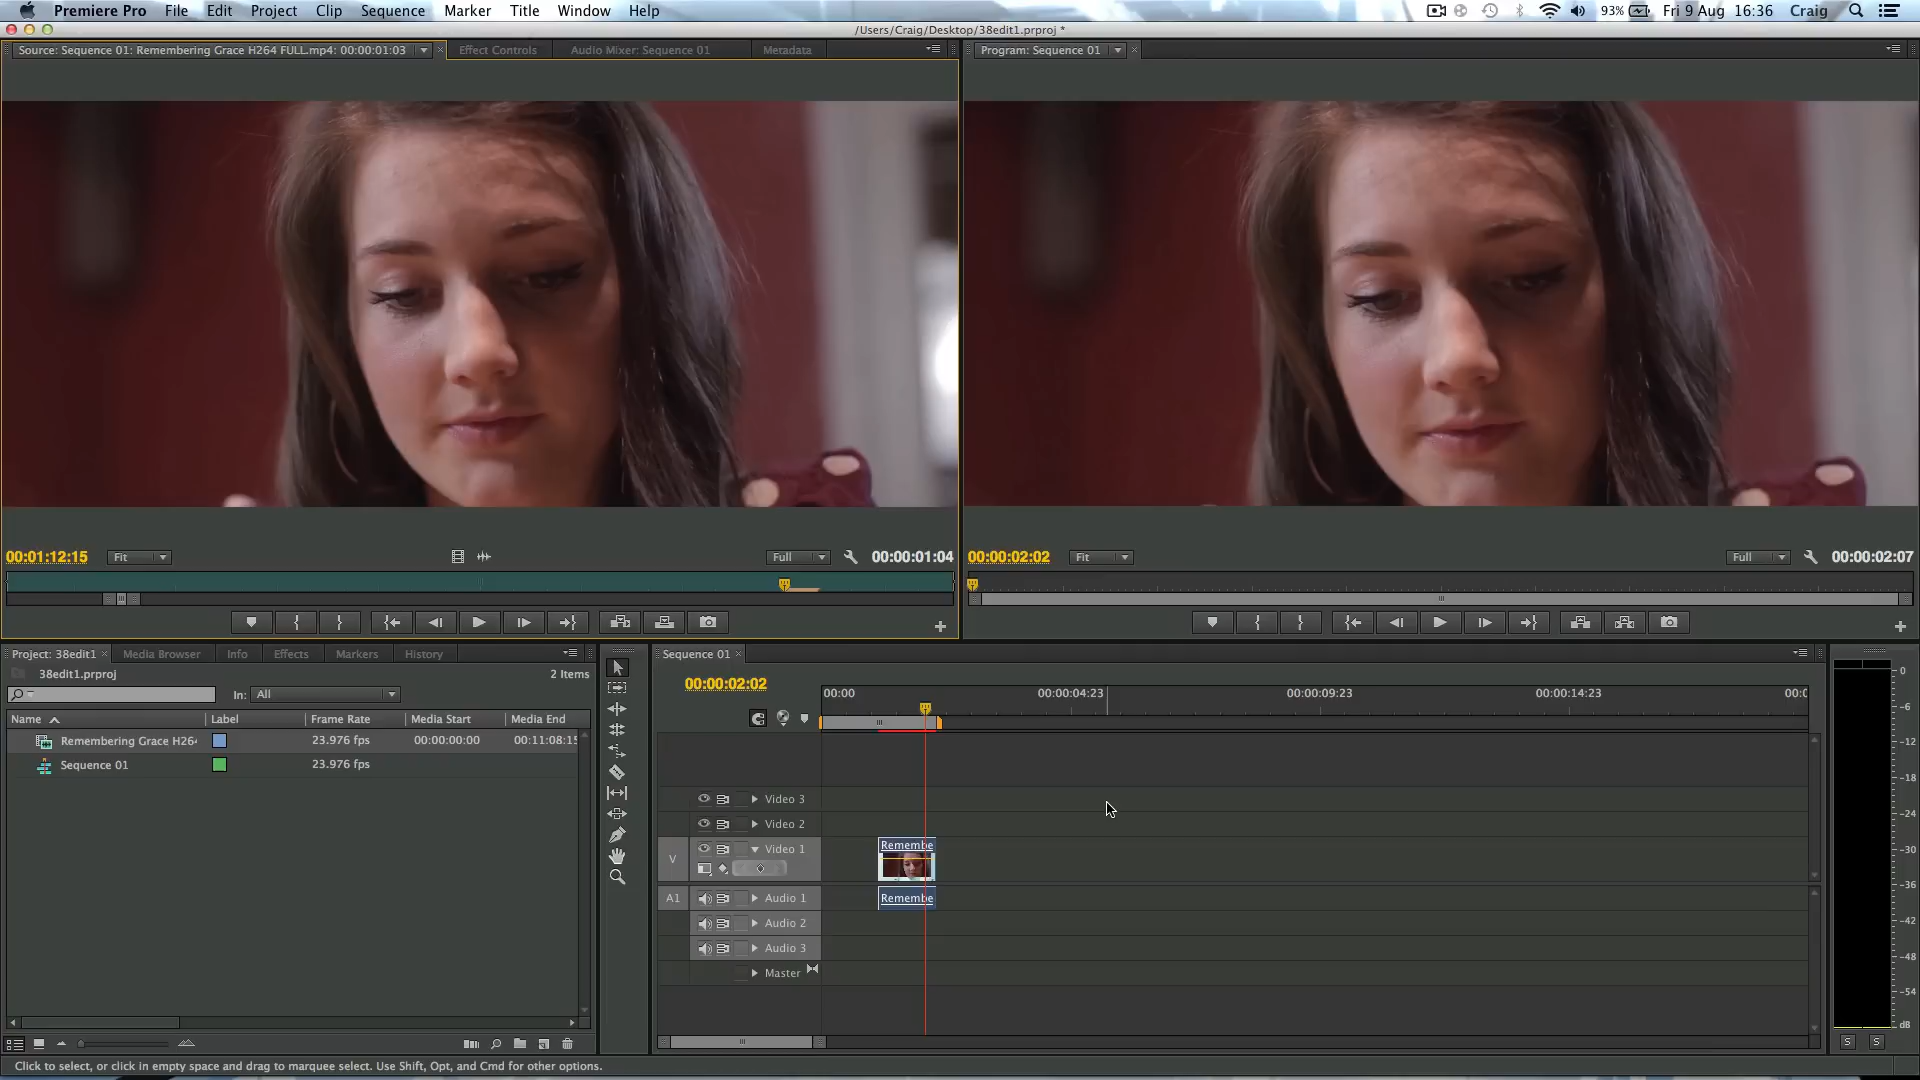 Premiere Pro File Edit Project Clip Sequence Marker Title Window Help 93% Fri 9 Aug 16:36 Craig
/Users/Craig/Desktop/38edit1.prproj *
Source: Sequence 01: Remembering Grace H264 FULL.mp4: 00:00:01:03 Effect Controls Audio Mixer: Sequence 01 Metadata Program: Sequence 01
00:01:12:15 Fit Full 00:00:01:04 00:00:02:02 Fit Full 00:00:02:07
Project: 38edit1 Media Browser Info Effects Markers History
38edit1.prproj 2 Items
In: All
Name Label Frame Rate Media Start Media End
Remembering Grace H26 23.976 fps 00:00:00:00 00:11:08:15
Sequence 01 23.976 fps
Sequence 01
00:00:02:02
00:00 00:00:04:23 00:00:09:23 00:00:14:23 00:0
Video 3
Video 2
V Video 1 Remembe
A1 Audio 1 Remembe
Audio 2
Audio 3
Master
0
-6
-12
-18
-24
-30
-36
-42
-48
-54
dB
S S
Click to select, or click in empty space and drag to marquee select. Use Shift, Opt, and Cmd for other options.